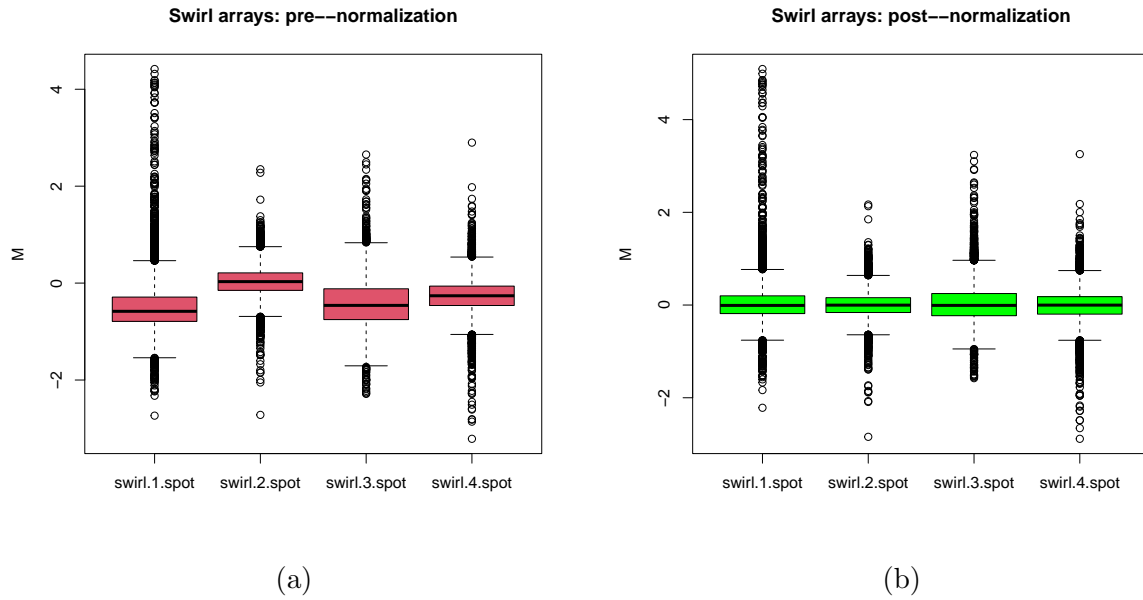 Swirl arrays: pre−−normalization
M
4
2
0
−2
swirl.1.spot swirl.2.spot swirl.3.spot swirl.4.spot
(a)
Swirl arrays: post−−normalization
M
4
2
0
−2
swirl.1.spot swirl.2.spot swirl.3.spot swirl.4.spot
(b)